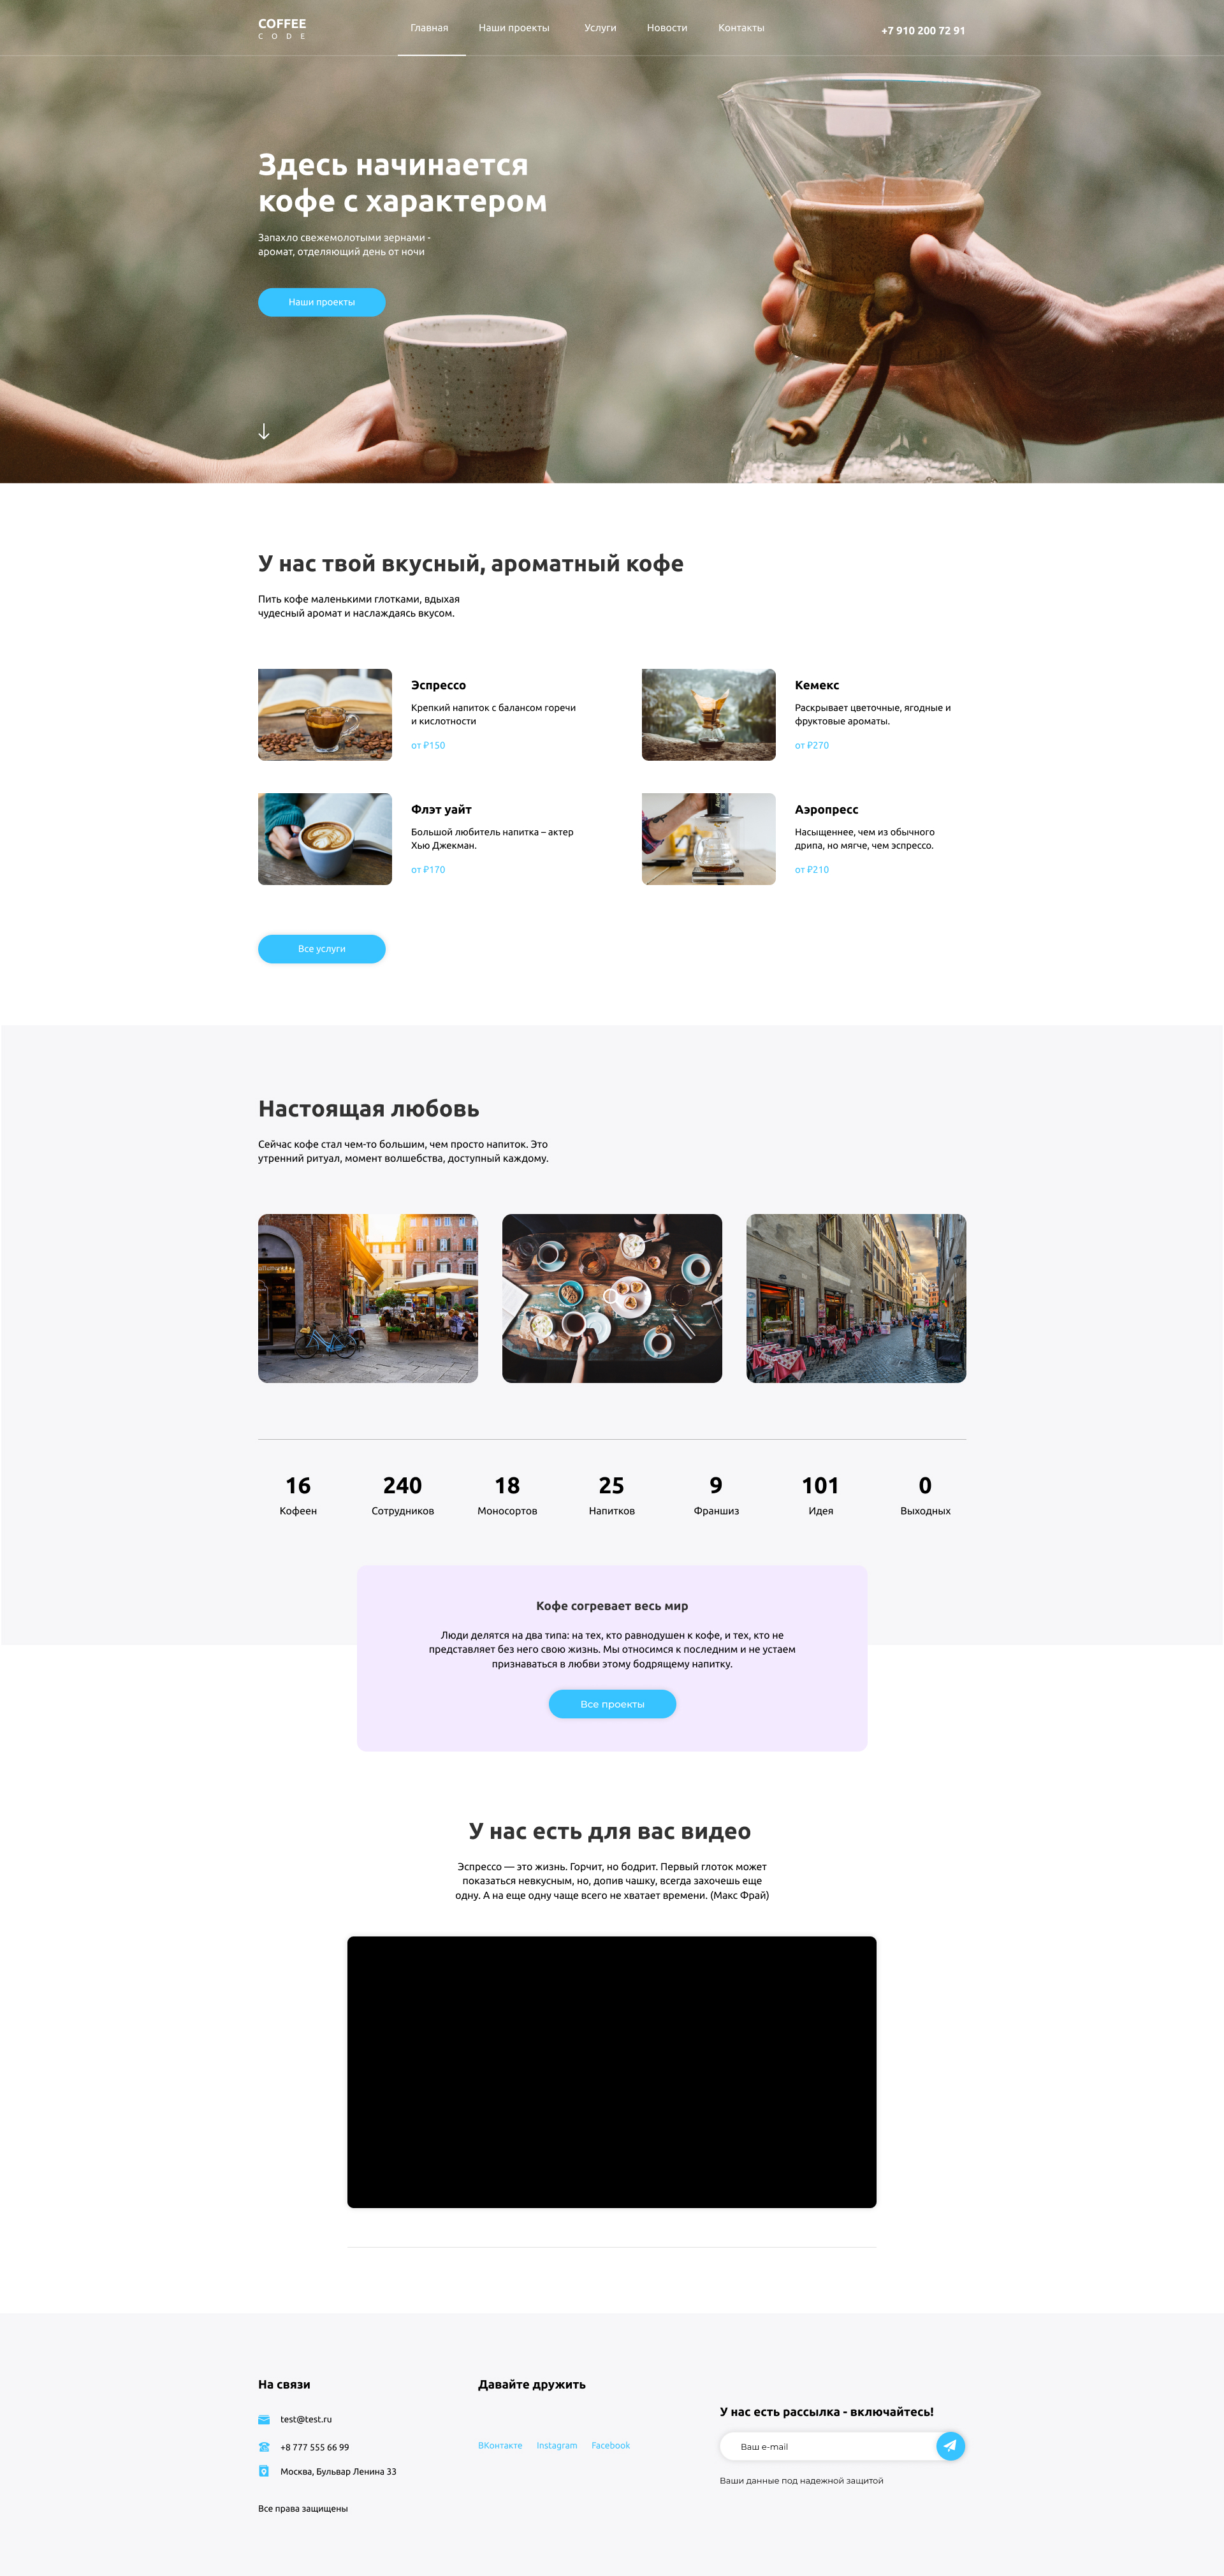 COFFEE
CODE
Главная
Наши проекты
Услуги
Новости
Контакты
+7 910 200 72 91
Здесь начинается
кофе с характером
Запахло свежемолотыми зернами -
аромат, отделяющий день от ночи
Наши проекты
У нас твой вкусный, ароматный кофе
Пить кофе маленькими глотками, вдыхая
чудесный аромат и наслаждаясь вкусом.
Эспрессо
Крепкий напиток с балансом горечи
и кислотности
от ₽150
Кемекс
Раскрывает цветочные, ягодные и
фруктовые ароматы.
от ₽270
Флэт уайт
Большой любитель напитка – актер
Хью Джекман.
от ₽170
Аэропресс
Насыщеннее, чем из обычного
дрипа, но мягче, чем эспрессо.
от ₽210
Все услуги
Настоящая любовь
Сейчас кофе стал чем-то большим, чем просто напиток. Это
утренний ритуал, момент волшебства, доступный каждому.
16
Кофеен
240
Сотрудников
18
Моносортов
25
Напитков
9
Франшиз
101
Идея
0
Выходных
Кофе согревает весь мир
Люди делятся на два типа: на тех, кто равнодушен к кофе, и тех, кто не
представляет без него свою жизнь. Мы относимся к последним и не устаем
признаваться в любви этому бодрящему напитку.
Все проекты
У нас есть для вас видео
Эспрессо — это жизнь. Горчит, но бодрит. Первый глоток может
показаться невкусным, но, допив чашку, всегда захочешь еще
одну. А на еще одну чаще всего не хватает времени. (Макс Фрай)
На связи
test@test.ru
+8 777 555 66 99
Москва, Бульвар Ленина 33
Все права защищены
Давайте дружить
ВКонтакте
Instagram
Facebook
У нас есть рассылка - включайтесь!
Ваш e-mail
Ваши данные под надежной защитой